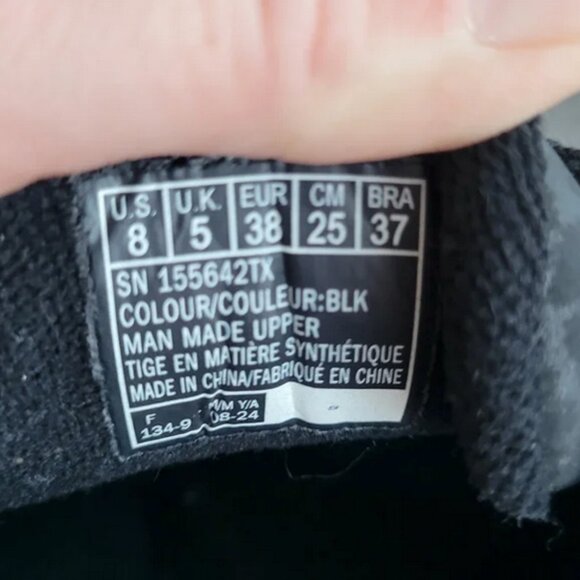 U.S. U.K. EUR CM BRA
8 5 38 25 37
SN 155642TX
COLOUR/COULEUR:BLK
MAN MADE UPPER
TIGE EN MATIÈRE SYNTHÉTIQUE
MADE IN CHINA/FABRIQUÉ EN CHINE
F M/M Y/A
134-9 08-24